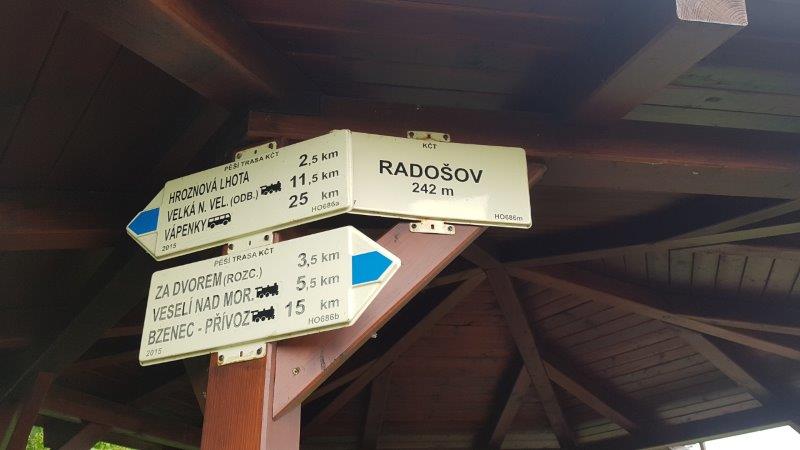 PĚŠÍ TRASA KČT
HROZNOVÁ LHOTA 2,5 km
VELKÁ N. VEL. (ODB.) 11,5 km
VÁPENKY 25 km
2015 HO686a
KČT
RADOŠOV
242 m
HO686m
PĚŠÍ TRASA KČT
ZA DVOREM (ROZC.) 3,5 km
VESELÍ NAD MOR. 5,5 km
BZENEC - PŘÍVOZ 15 km
2015 HO686b